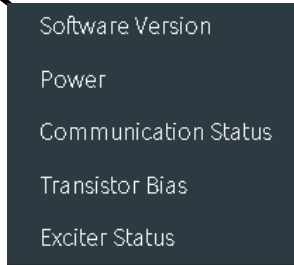 Software Version
Power
Communication Status
Transistor Bias
Exciter Status